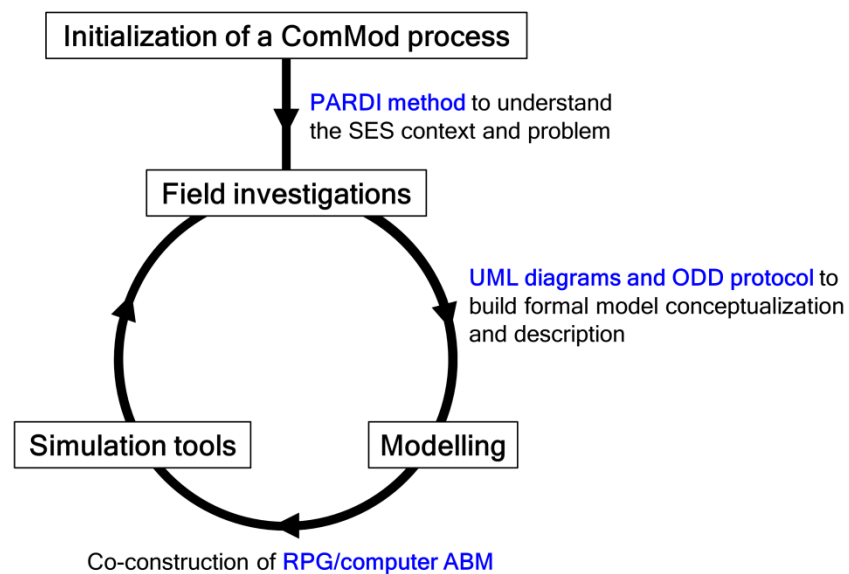 Initialization of a ComMod process
PARDI method to understand
the SES context and problem
Field investigations
UML diagrams and ODD protocol to
build formal model conceptualization
and description
Simulation tools
Modelling
Co-construction of RPG/computer ABM